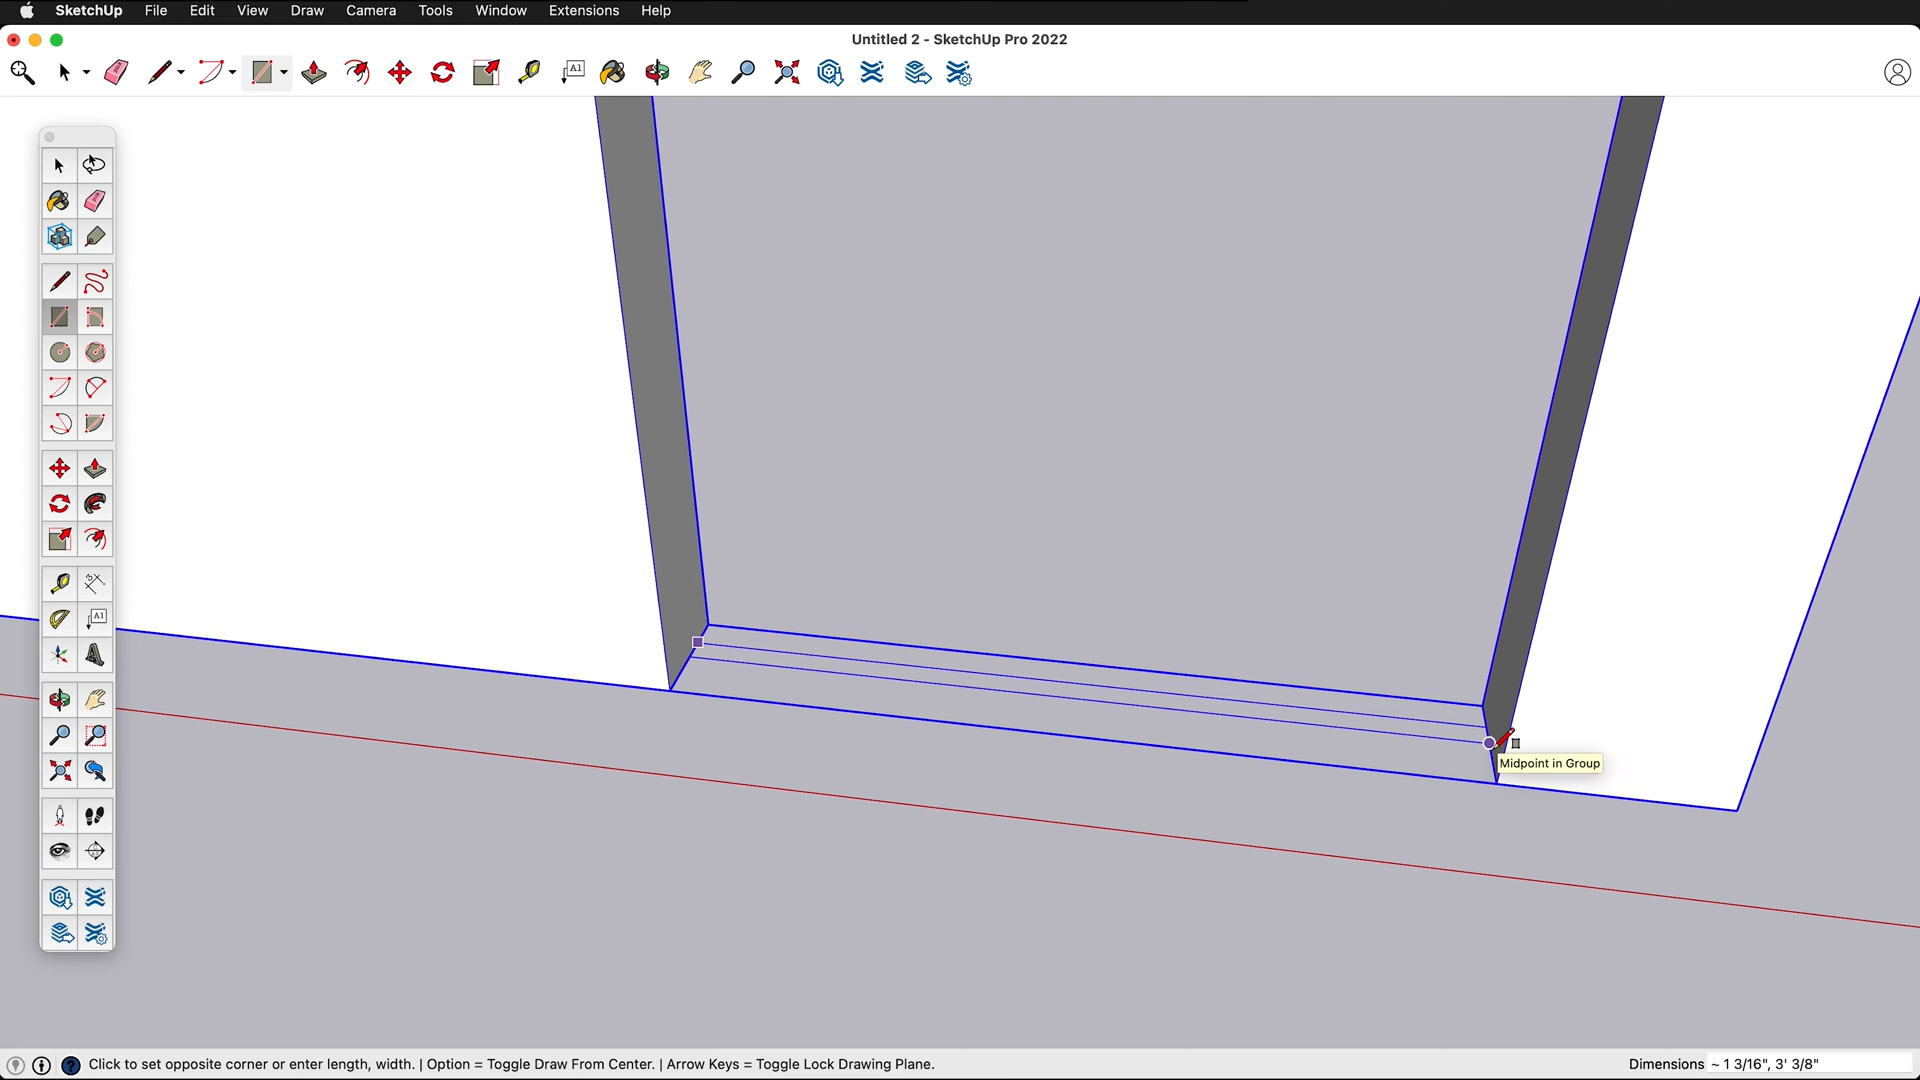 SketchUp File Edit View Draw Camera Tools Window Extensions Help
Untitled 2 - SketchUp Pro 2022
A1
A1
Midpoint in Group
Click to set opposite corner or enter length, width. | Option = Toggle Draw From Center. | Arrow Keys = Toggle Lock Drawing Plane.
Dimensions ~ 1 3/16", 3' 3/8"